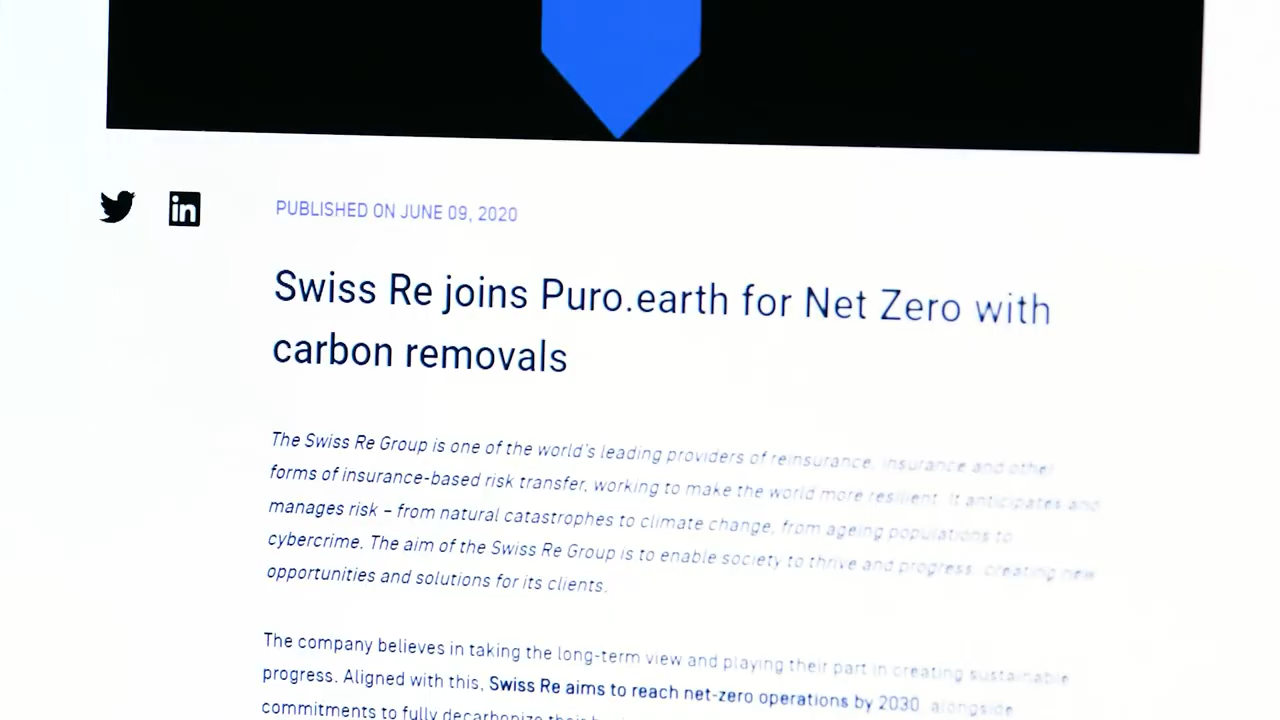 in
PUBLISHED ON JUNE 09, 2020
Swiss Re joins Puro.earth for Net Zero with
carbon removals
The Swiss Re Group is one of the world's leading providers of reinsurance, insurance and other
forms of insurance-based risk transfer, working to make the world more resilient. It anticipates and
manages risk – from natural catastrophes to climate change, from ageing populations to
cybercrime. The aim of the Swiss Re Group is to enable society to thrive and progress, creating new
opportunities and solutions for its clients.
The company believes in taking the long-term view and playing their part in creating sustainable
progress. Aligned with this, Swiss Re aims to reach net-zero operations by 2030, alongside
commitments to fully decarbonize their